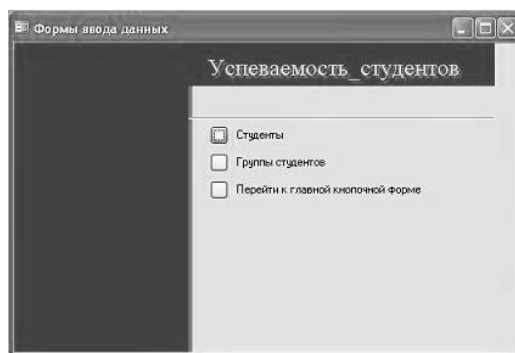 Формы ввода данных
Успеваемость_студентов
Студенты
Группы студентов
Перейти к главной кнопочной форме